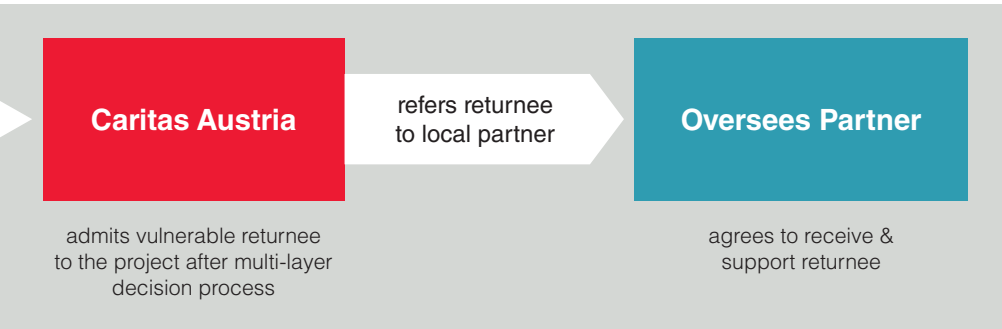 Caritas Austria
refers returnee
to local partner
Oversees Partner
admits vulnerable returnee
to the project after multi-layer
decision process
agrees to receive &
support returnee